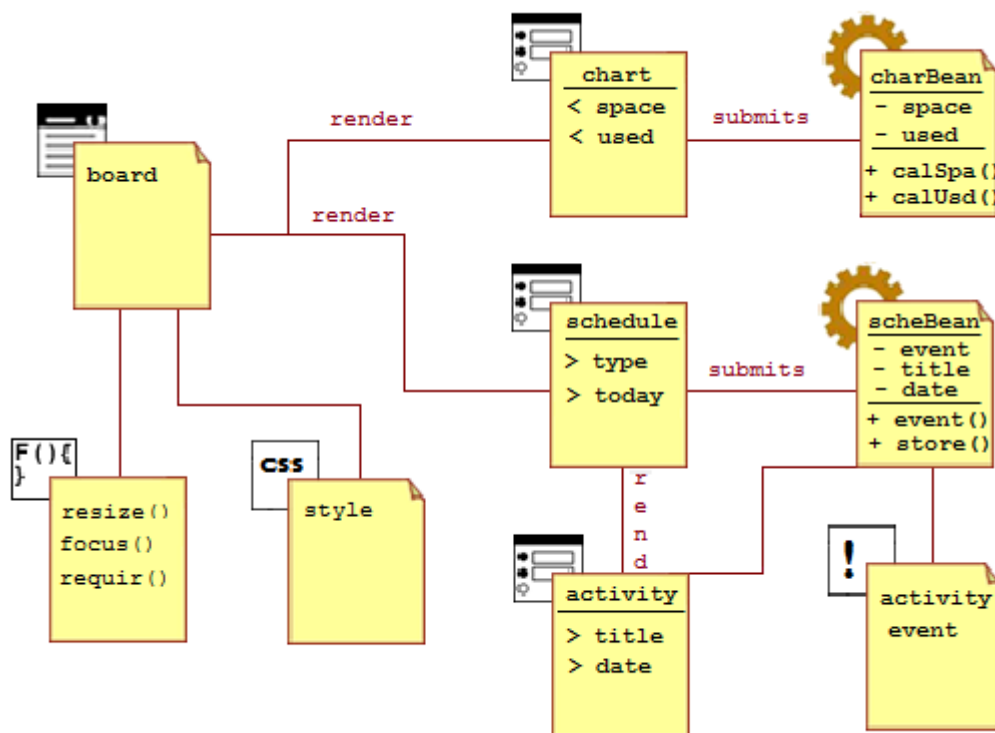 chart
< space
< used
charBean
- space
- used
+ calSpa()
+ calUsd()
render
submits
board
render
schedule
> type
> today
scheBean
- event
- title
- date
+ event()
+ store()
submits
F(){
}
resize()
focus()
requir()
css
style
r
e
n
d
activity
> title
> date
!
activity
event